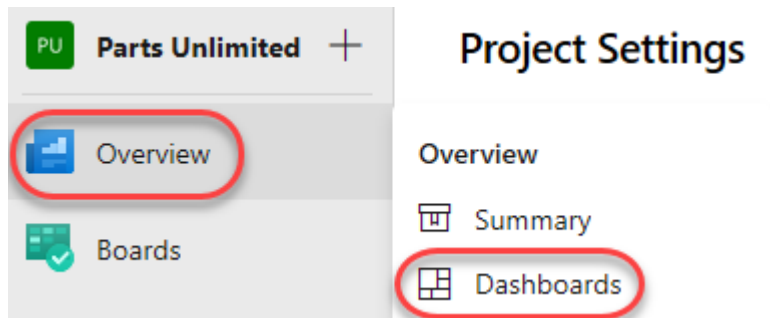 PU Parts Unlimited +
Project Settings
Overview
Boards
Overview
Summary
Dashboards